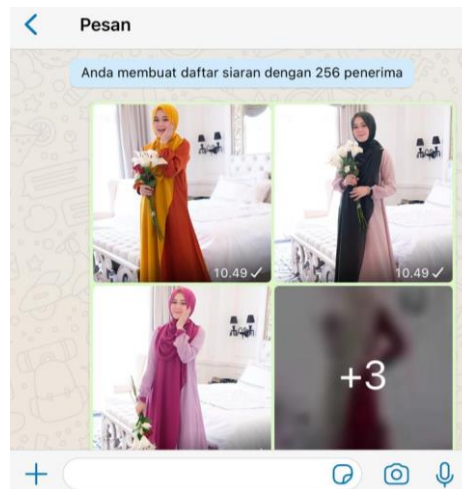 Pesan
Anda membuat daftar siaran dengan 256 penerima
10.49
10.49
+3